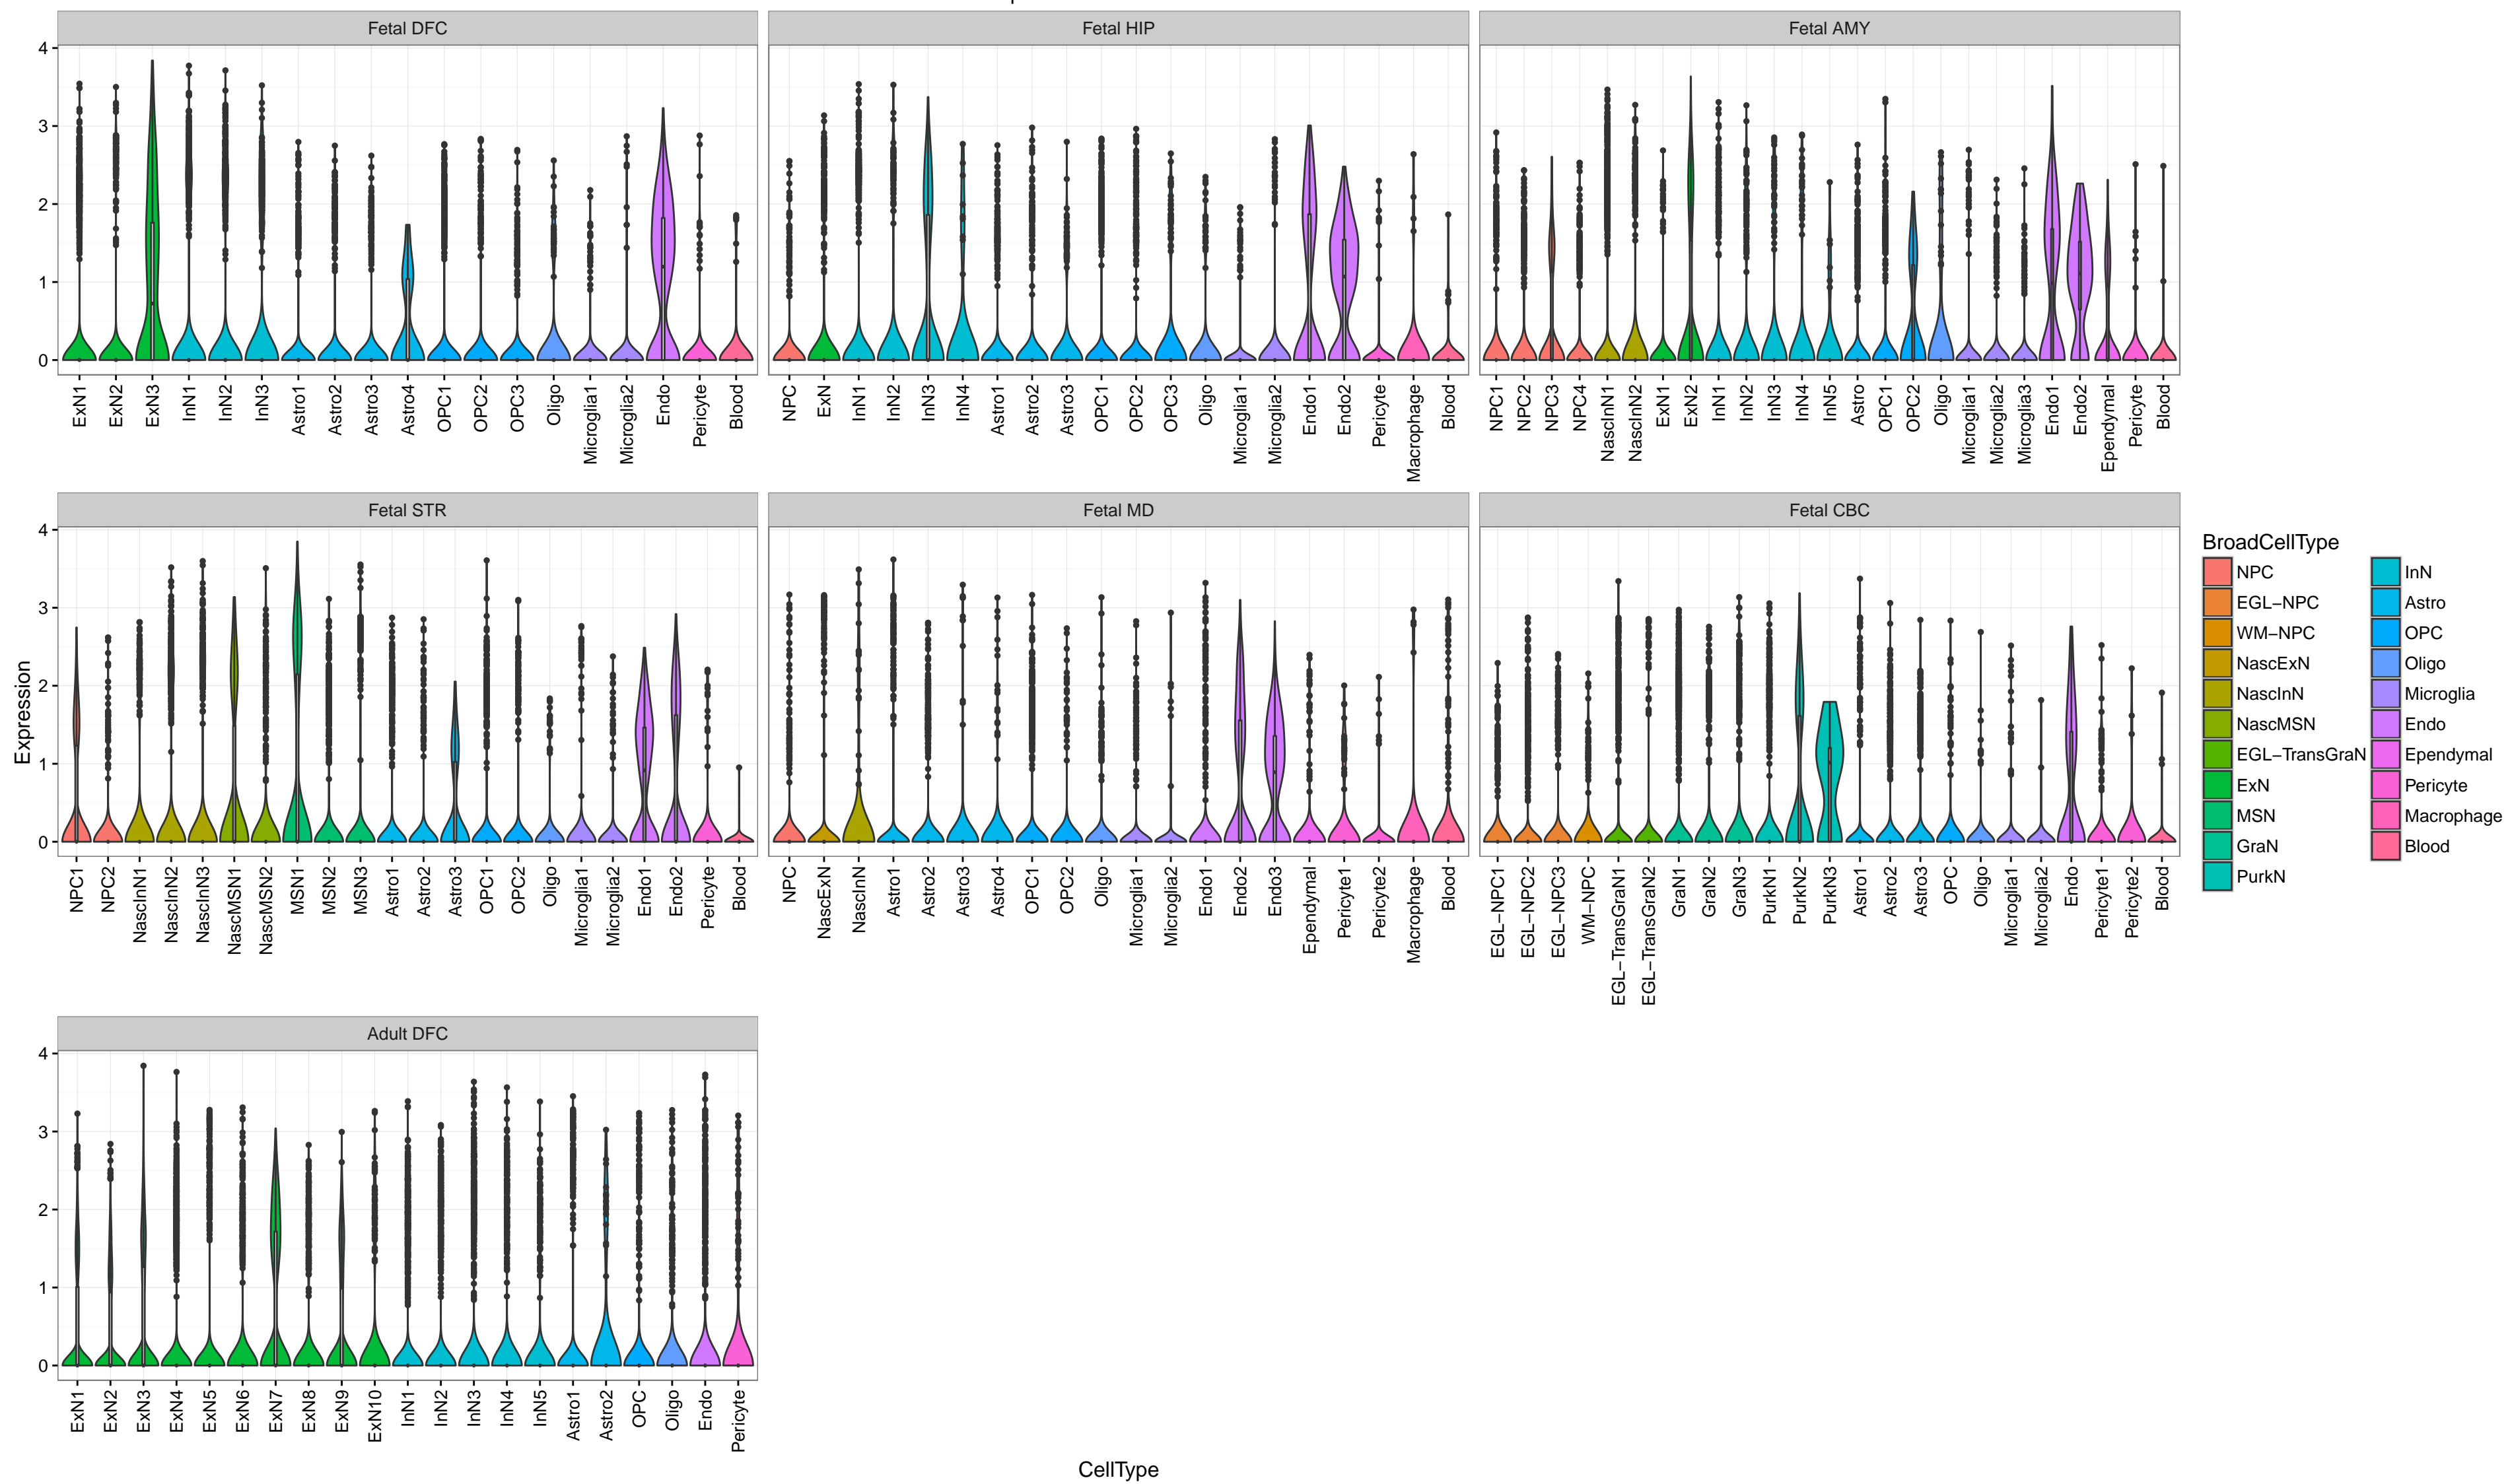 Fetal DFC Fetal HIP Fetal AMY
4
3
2
1
0
ExN1 ExN2 ExN3 InN1 InN2 InN3 Astro1 Astro2 Astro3 Astro4 OPC1 OPC2 OPC3 Oligo Microglia1 Microglia2 Endo Pericyte Blood
NPC ExN InN1 InN2 InN3 InN4 Astro1 Astro2 Astro3 OPC1 OPC2 OPC3 Oligo Microglia1 Microglia2 Endo1 Endo2 Pericyte Macrophage Blood
NPC1 NPC2 NPC3 NPC4 NascInN1 NascInN2 ExN1 ExN2 InN1 InN2 InN3 InN4 InN5 Astro OPC1 OPC2 Oligo Microglia1 Microglia2 Microglia3 Endo1 Endo2 Ependymal Pericyte Blood
Fetal STR Fetal MD Fetal CBC
4
3
2
1
0
Expression
NPC1 NPC2 NascInN1 NascInN2 NascInN3 NascMSN1 NascMSN2 MSN1 MSN2 MSN3 Astro1 Astro2 Astro3 OPC1 OPC2 Oligo Microglia1 Microglia2 Endo1 Endo2 Pericyte Blood
NPC NascExN NascInN Astro1 Astro2 Astro3 Astro4 OPC1 OPC2 Oligo Microglia1 Microglia2 Endo1 Endo2 Endo3 Ependymal Pericyte1 Pericyte2 Macrophage Blood
EGL−NPC1 EGL−NPC2 EGL−NPC3 WM−NPC EGL−TransGraN1 EGL−TransGraN2 GraN1 GraN2 GraN3 PurkN1 PurkN2 PurkN3 Astro1 Astro2 Astro3 OPC Oligo Microglia1 Microglia2 Endo Pericyte1 Pericyte2 Blood
BroadCellType
NPC InN
EGL−NPC Astro
WM−NPC OPC
NascExN Oligo
NascInN Microglia
NascMSN Endo
EGL−TransGraN Ependymal
ExN Pericyte
MSN Macrophage
GraN Blood
PurkN
Adult DFC
4
3
2
1
0
ExN1 ExN2 ExN3 ExN4 ExN5 ExN6 ExN7 ExN8 ExN9 ExN10 InN1 InN2 InN3 InN4 InN5 Astro1 Astro2 OPC Oligo Endo Pericyte
CellType